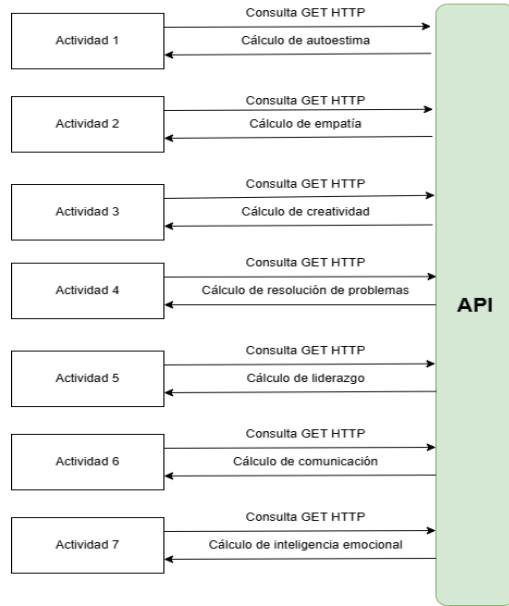 Consulta GET HTTP
Actividad 1
Cálculo de autoestima
Consulta GET HTTP
Actividad 2
Cálculo de empatía
Consulta GET HTTP
Actividad 3
Cálculo de creatividad
Consulta GET HTTP
Actividad 4
Cálculo de resolución de problemas
API
Consulta GET HTTP
Actividad 5
Cálculo de liderazgo
Consulta GET HTTP
Actividad 6
Cálculo de comunicación
Consulta GET HTTP
Actividad 7
Cálculo de inteligencia emocional